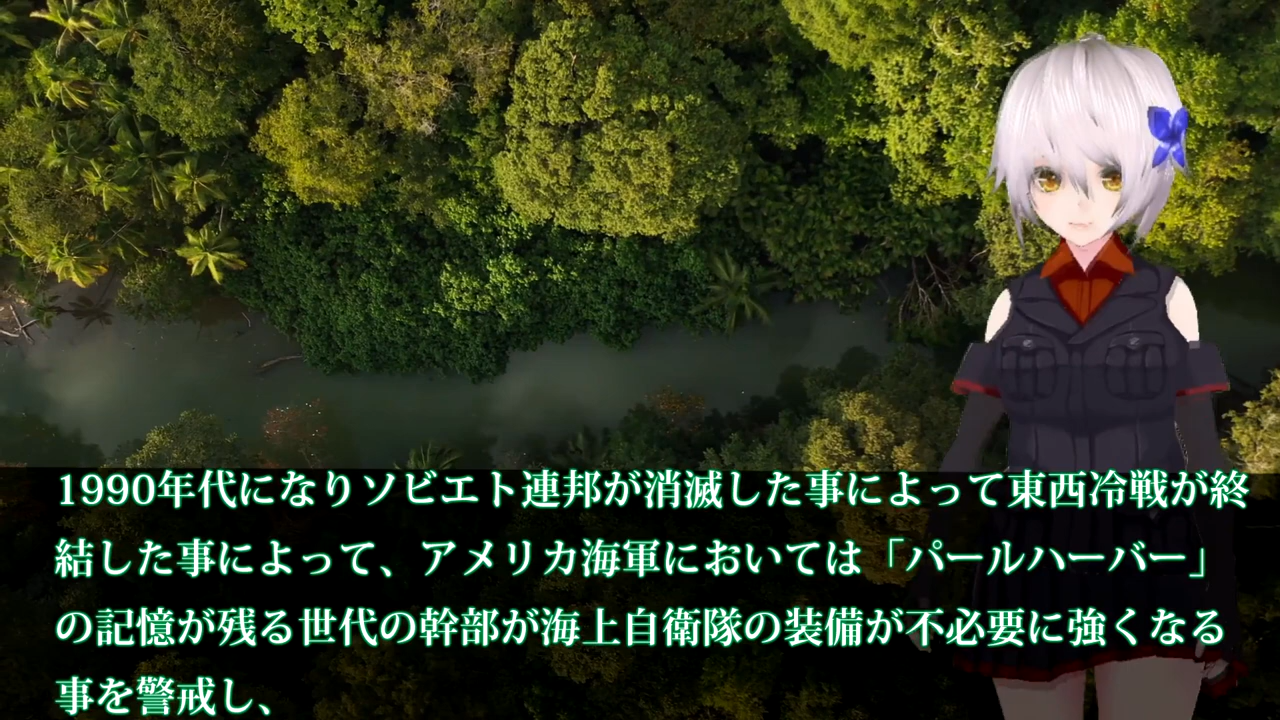 1990年代になりソビエト連邦が消滅した事によって東西冷戦が終
結した事によって、アメリカ海軍においては「パールハーバー」
の記憶が残る世代の幹部が海上自衛隊の装備が不必要に強くなる
事を警戒し、